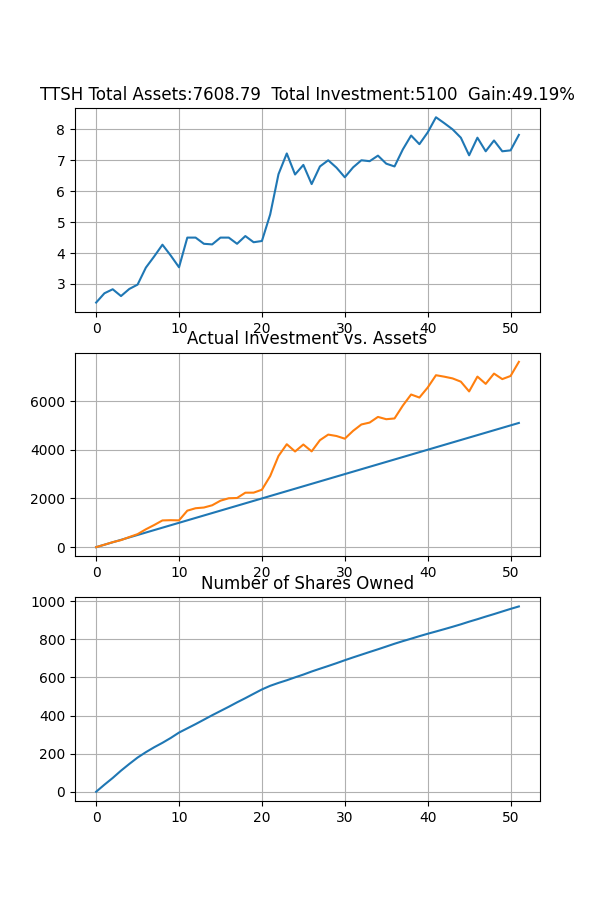 TTSH Total Assets:7608.79 Total Investment:5100 Gain:49.19%
8
7
6
5
4
3
0 10 20 30 40 50
Actual Investment vs. Assets
6000
4000
2000
0
0 10 20 30 40 50
Number of Shares Owned
1000
800
600
400
200
0
0 10 20 30 40 50